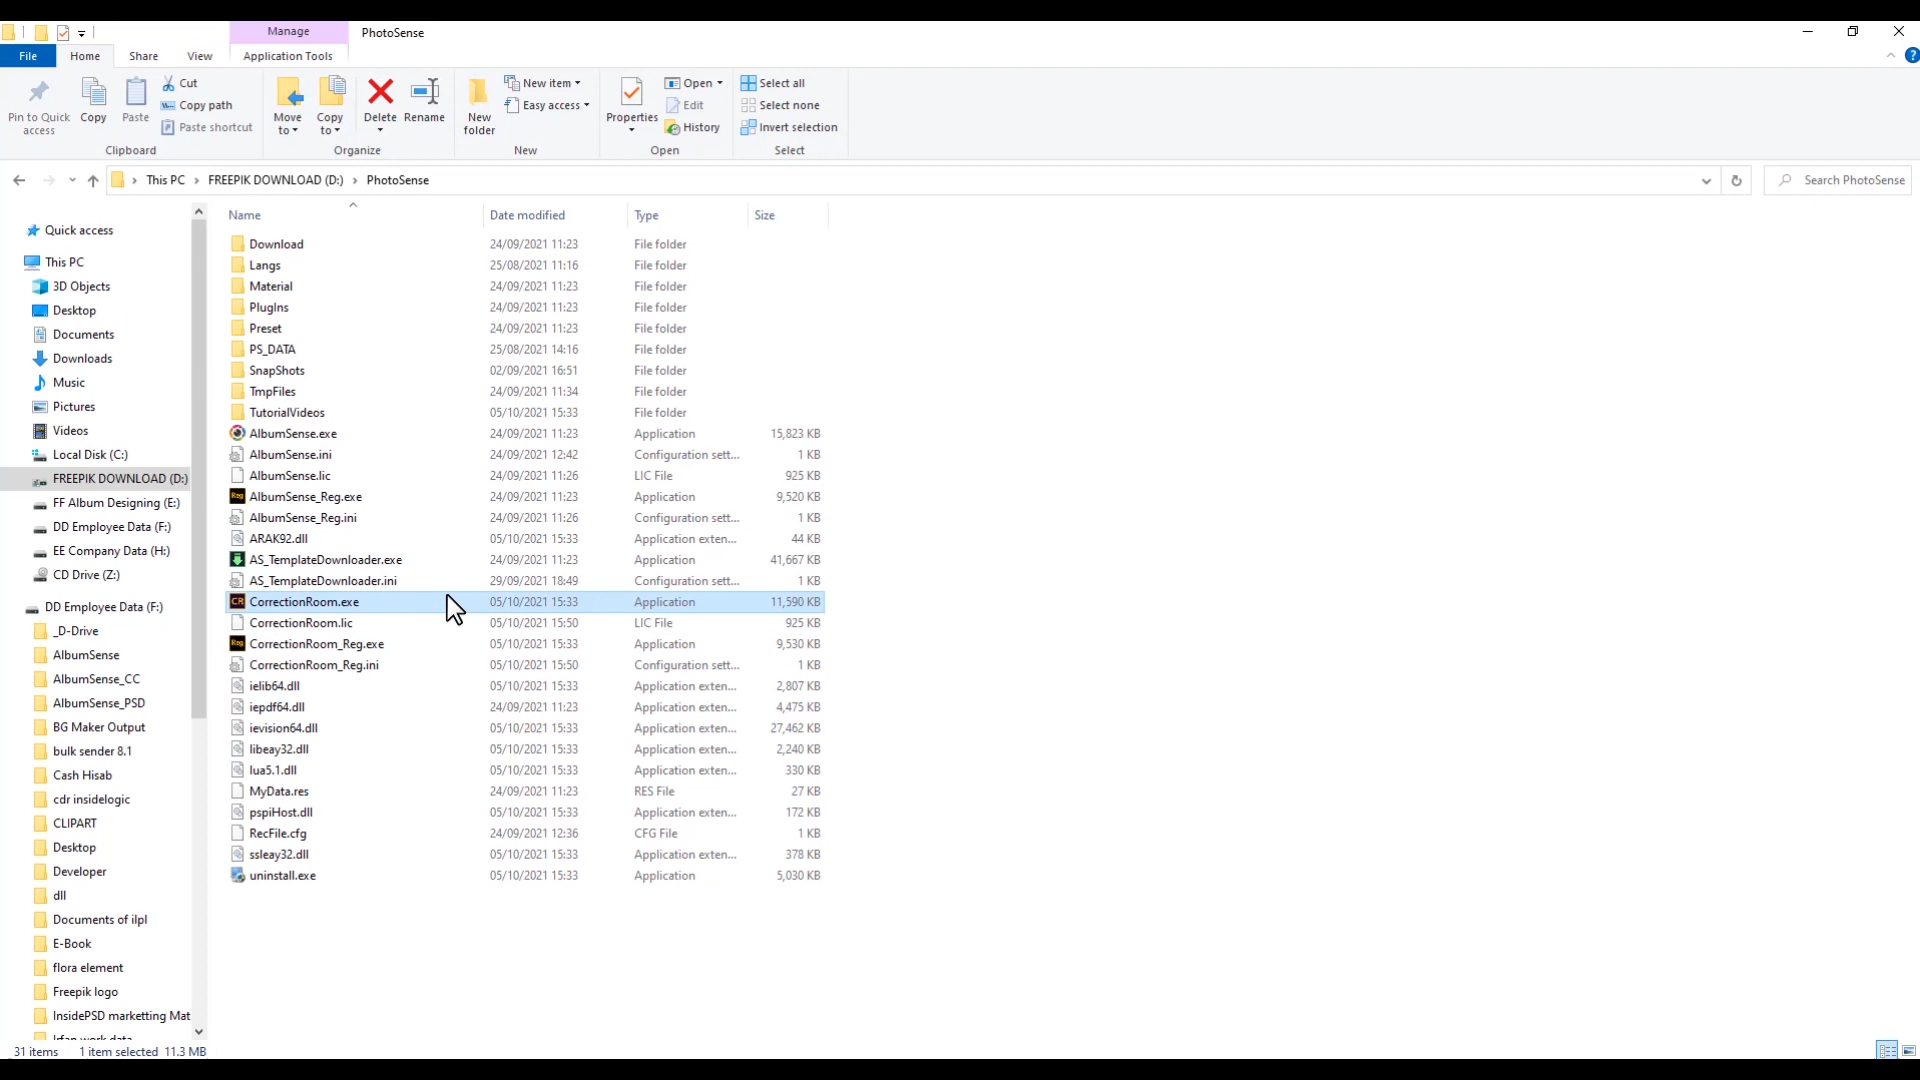 Manage PhotoSense
File Home Share View Application Tools
Pin to Quick access
Copy
Paste
Cut
Copy path
Paste shortcut
Clipboard
Move to
Copy to
Delete
Rename
Organize
New folder
New item
Easy access
New
Properties
Open
Edit
History
Open
Select all
Select none
Invert selection
Select
This PC > FREEPIK DOWNLOAD (D:) > PhotoSense
Search PhotoSense
Quick access
This PC
3D Objects
Desktop
Documents
Downloads
Music
Pictures
Videos
Local Disk (C:)
FREEPIK DOWNLOAD (D:)
FF Album Designing (E:)
DD Employee Data (F:)
EE Company Data (H:)
CD Drive (Z:)
DD Employee Data (F:)
_D-Drive
AlbumSense
AlbumSense_CC
AlbumSense_PSD
BG Maker Output
bulk sender 8.1
Cash Hisab
cdr insidelogic
CLIPART
Desktop
Developer
dll
Documents of ilpl
E-Book
flora element
Freepik logo
InsidePSD marketting Mat
Name Date modified Type Size
Download 24/09/2021 11:23 File folder
Langs 25/08/2021 11:16 File folder
Material 24/09/2021 11:23 File folder
PlugIns 24/09/2021 11:23 File folder
Preset 24/09/2021 11:23 File folder
PS_DATA 25/08/2021 14:16 File folder
SnapShots 02/09/2021 16:51 File folder
TmpFiles 24/09/2021 11:34 File folder
TutorialVideos 05/10/2021 15:33 File folder
AlbumSense.exe 24/09/2021 11:23 Application 15,823 KB
AlbumSense.ini 24/09/2021 12:42 Configuration sett... 1 KB
AlbumSense.lic 24/09/2021 11:26 LIC File 925 KB
AlbumSense_Reg.exe 24/09/2021 11:23 Application 9,520 KB
AlbumSense_Reg.ini 24/09/2021 11:26 Configuration sett... 1 KB
ARAK92.dll 05/10/2021 15:33 Application exten... 44 KB
AS_TemplateDownloader.exe 24/09/2021 11:23 Application 41,667 KB
AS_TemplateDownloader.ini 29/09/2021 18:49 Configuration sett... 1 KB
CorrectionRoom.exe 05/10/2021 15:33 Application 11,590 KB
CorrectionRoom.lic 05/10/2021 15:50 LIC File 925 KB
CorrectionRoom_Reg.exe 05/10/2021 15:33 Application 9,530 KB
CorrectionRoom_Reg.ini 05/10/2021 15:50 Configuration sett... 1 KB
ielib64.dll 05/10/2021 15:33 Application exten... 2,807 KB
iepdf64.dll 24/09/2021 11:23 Application exten... 4,475 KB
ievision64.dll 05/10/2021 15:33 Application exten... 27,462 KB
libeay32.dll 05/10/2021 15:33 Application exten... 2,240 KB
lua5.1.dll 05/10/2021 15:33 Application exten... 330 KB
MyData.res 24/09/2021 11:23 RES File 27 KB
pspiHost.dll 05/10/2021 15:33 Application exten... 172 KB
RecFile.cfg 24/09/2021 12:36 CFG File 1 KB
ssleay32.dll 05/10/2021 15:33 Application exten... 378 KB
uninstall.exe 05/10/2021 15:33 Application 5,030 KB
31 items 1 item selected 11.3 MB